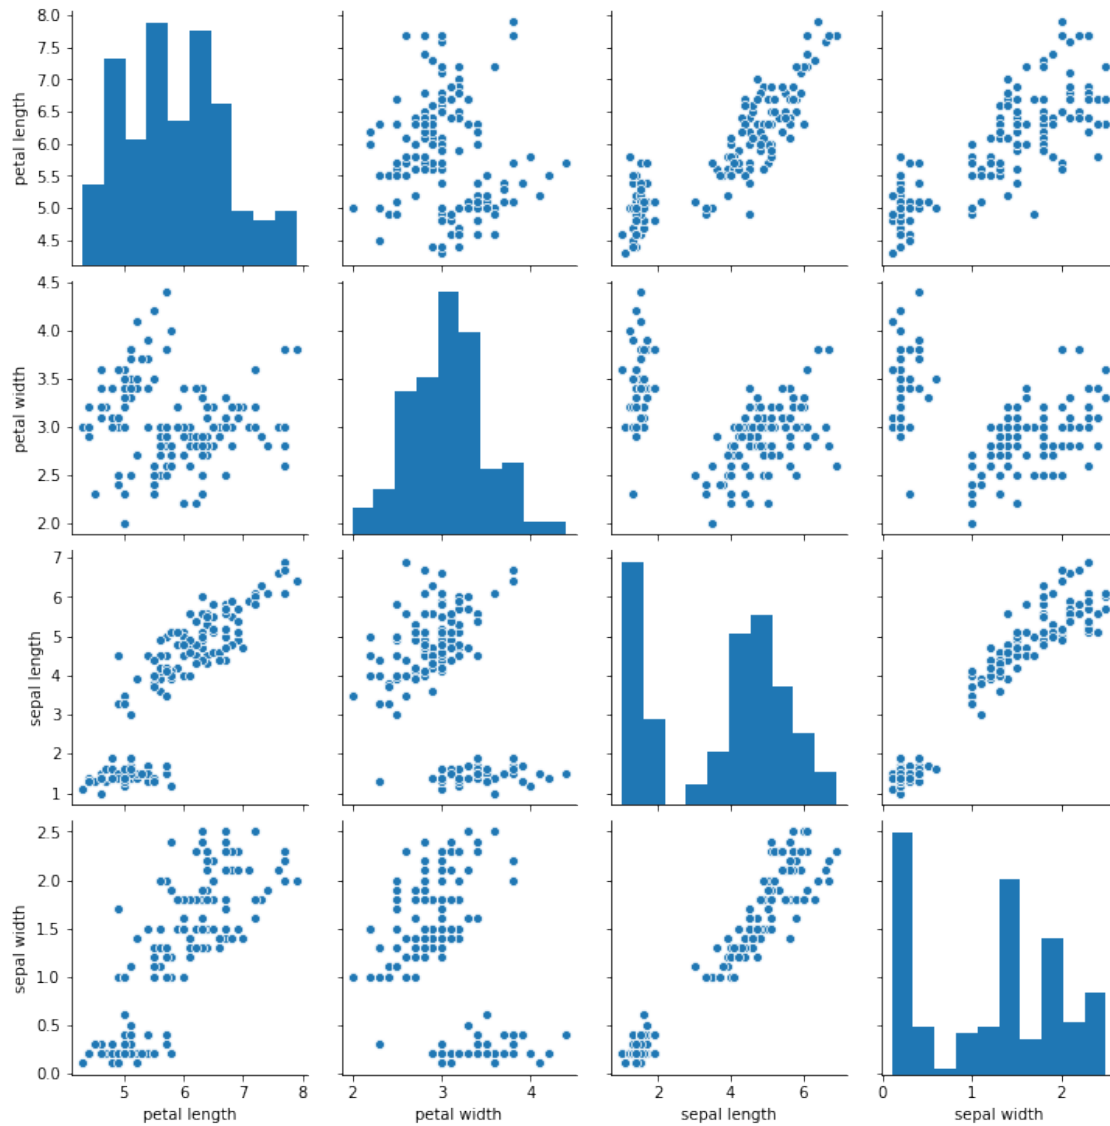 8.0
7.5
7.0
6.5
6.0
5.5
5.0
4.5
petal length
4.5
4.0
3.5
3.0
2.5
2.0
petal width
7
6
5
4
3
2
1
sepal length
2.5
2.0
1.5
1.0
0.5
0.0
sepal width
5 6 7 8
petal length
2 3 4
petal width
2 4 6
sepal length
0 1 2
sepal width